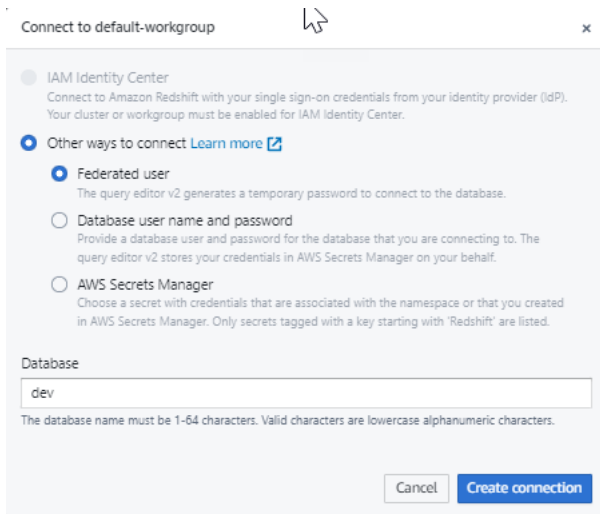 Connect to default-workgroup
×
IAM Identity Center
Connect to Amazon Redshift with your single sign-on credentials from your identity provider (IdP).
Your cluster or workgroup must be enabled for IAM Identity Center.
Other ways to connect Learn more
Federated user
The query editor v2 generates a temporary password to connect to the database.
Database user name and password
Provide a database user and password for the database that you are connecting to. The
query editor v2 stores your credentials in AWS Secrets Manager on your behalf.
AWS Secrets Manager
Choose a secret with credentials that are associated with the namespace or that you created
in AWS Secrets Manager. Only secrets tagged with a key starting with 'Redshift' are listed.
Database
dev
The database name must be 1-64 characters. Valid characters are lowercase alphanumeric characters.
Cancel Create connection